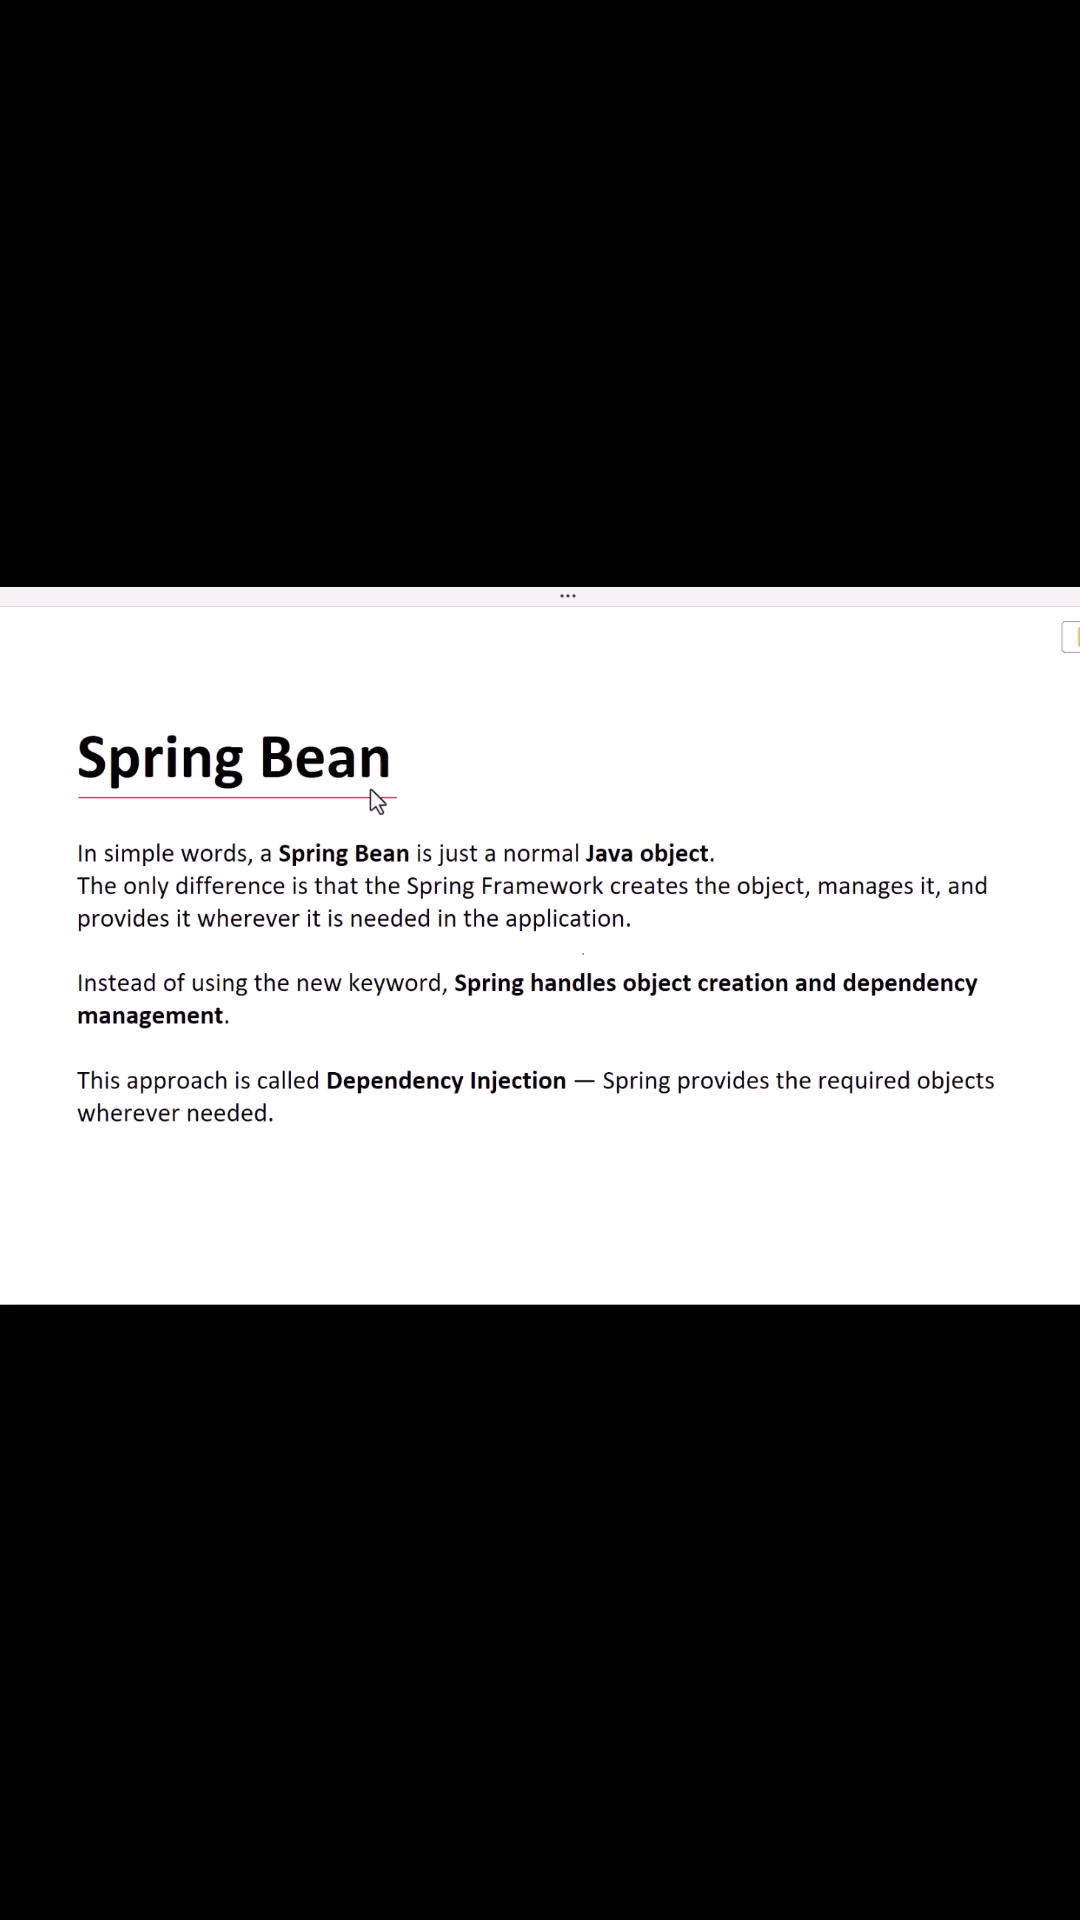 Spring Bean
In simple words, a Spring Bean is just a normal Java object.
The only difference is that the Spring Framework creates the object, manages it, and
provides it wherever it is needed in the application.
Instead of using the new keyword, Spring handles object creation and dependency
management.
This approach is called Dependency Injection — Spring provides the required objects
wherever needed.